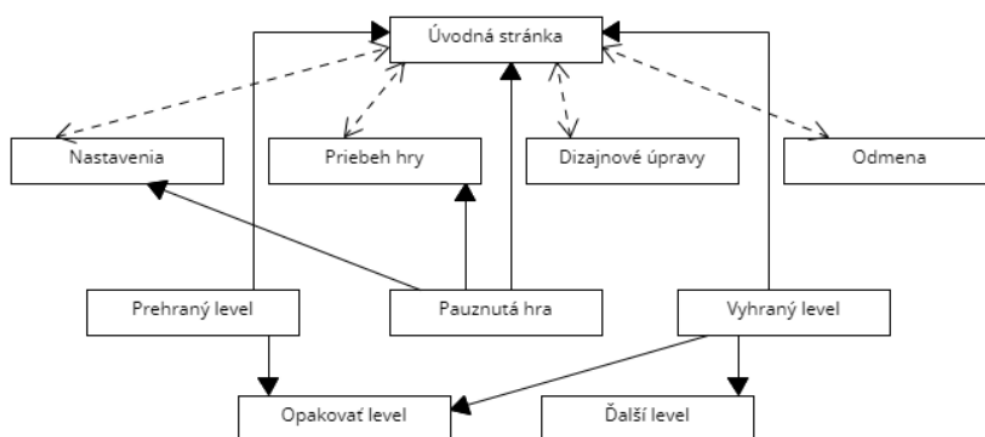 Úvodná stránka
Nastavenia
Priebeh hry
Dizajnové úpravy
Odmena
Prehraný level
Pauznutá hra
Vyhraný level
Opakovať level
Ďalší level